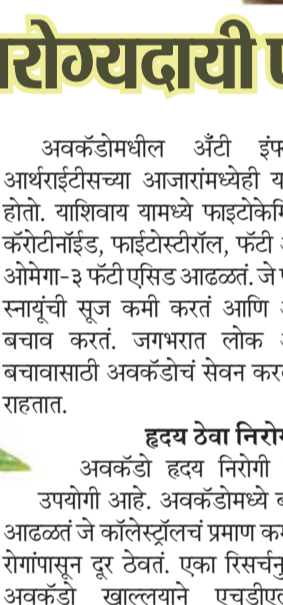 रोग्यदायी
अवकॅडोमधील अँटी इंफ
आर्थराईटीसच्या आजारांमध्येही
होतो. याशिवाय यामध्ये फाइटोकेमि
कॅरोटीनॉईड, फाईटोस्टीरॉल, फॅटी
ओमेगा-३ फॅटी एसिड आढळतं. जे
स्नायूंची सूज कमी करतं आणि
बचाव करतं. जगभरात लोक
बचावासाठी अवकॅडोचं सेवन कर
राहतात.
हृदय ठेवा निरो
अवकॅडो हृदय निरोगी
उपयोगी आहे. अवकॅडोमध्ये
आढळतं जे कॉलेस्ट्रॉलचं प्रमाण क
रोगांपासून दूर ठेवतं. एका रिसर्चनु
अवकॅडो खाल्ल्याने एचडीएल